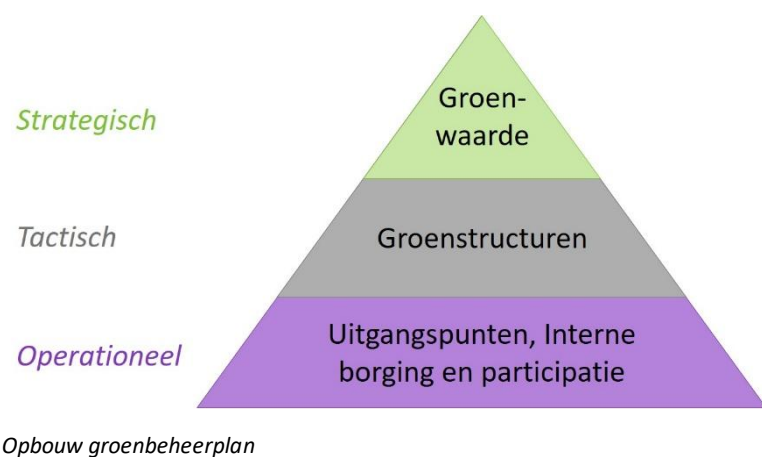 Strategisch
Groen-
waarde
Tactisch
Groenstructuren
Operationeel
Uitgangspunten, Interne
borging en participatie
Opbouw groenbeheerplan